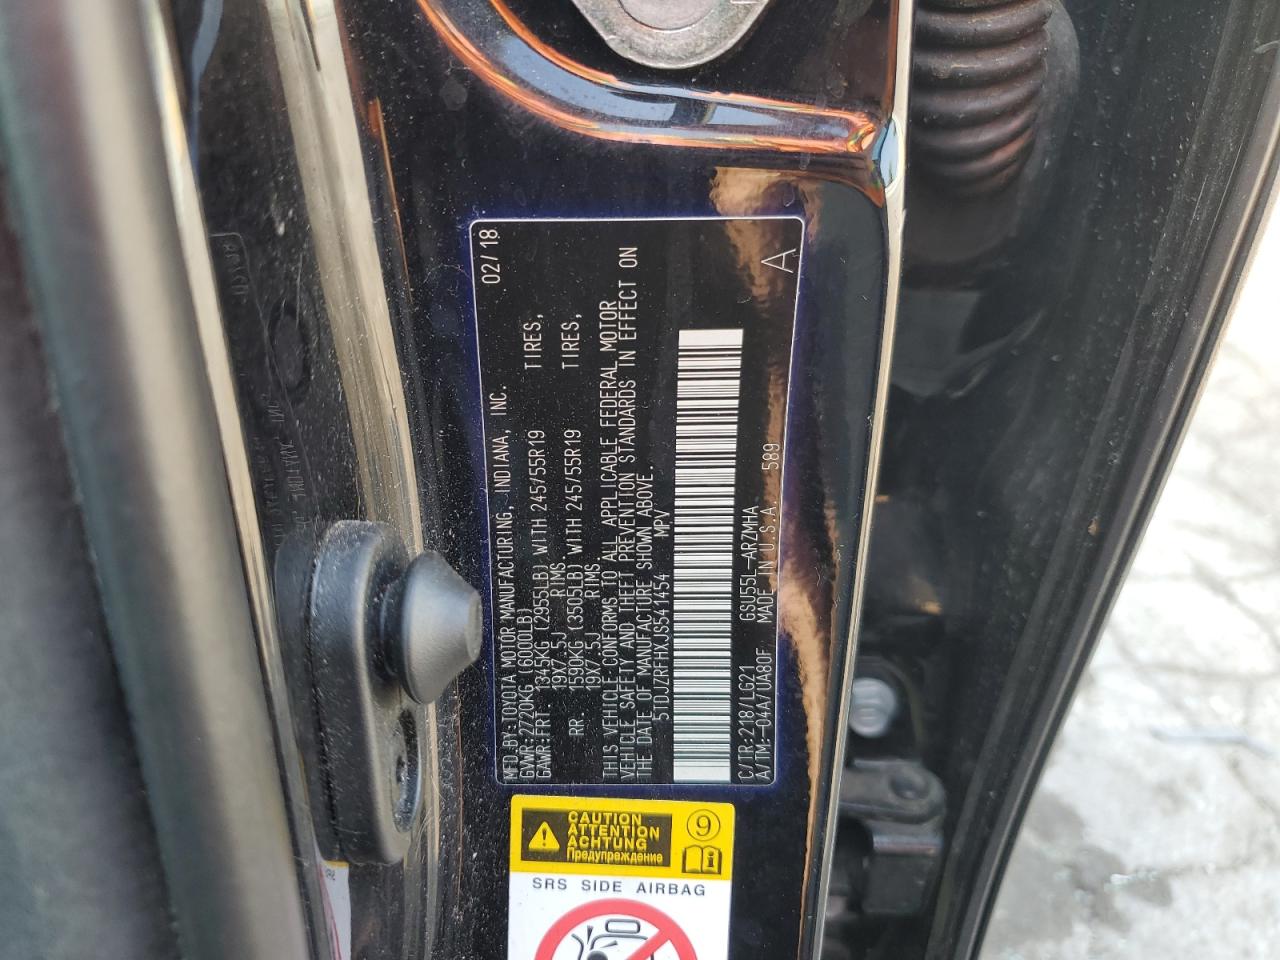 MFD.BY:TOYOTA MOTOR MANUFACTURING, INDIANA, INC. 02/18
GVWR:2720KG (6000LB)
GAWR:FRT. 1345KG (2955LB) WITH 245/55R19 TIRES,
19X7.5J RIMS
RR. 1590KG (3505LB) WITH 245/55R19 TIRES,
19X7.5J RIMS
THIS VEHICLE CONFORMS TO ALL APPLICABLE FEDERAL MOTOR
VEHICLE SAFETY AND THEFT PREVENTION STANDARDS IN EFFECT ON
THE DATE OF MANUFACTURE SHOWN ABOVE.
5TDJZRFHXJS541454 MPV
C/TR:218/LG21 GSU55L-ARZMHA
A/TM:-04A/UA80F MADE IN U.S.A. 589
A
CAUTION
ATTENTION
ACHTUNG
Предупреждение
9
SRS SIDE AIRBAG